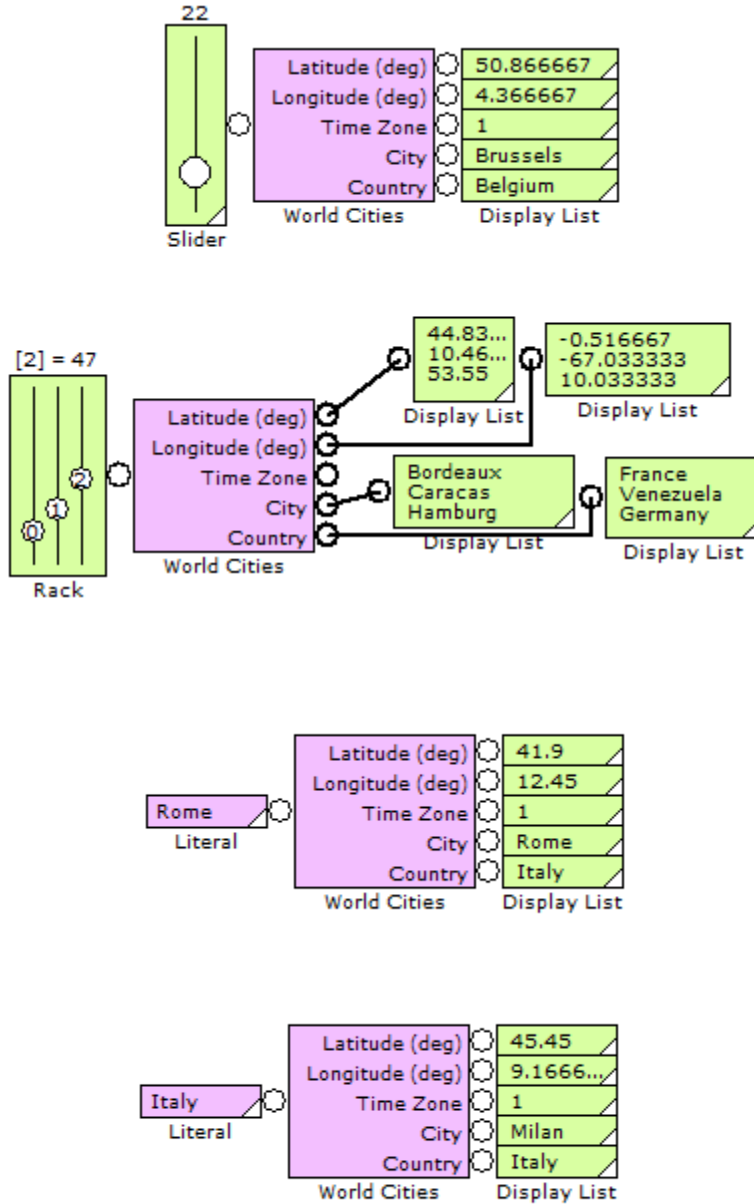 22
Latitude (deg) 50.866667
Longitude (deg) 4.366667
Time Zone 1
City Brussels
Country Belgium
World Cities Display List
Slider
[2] = 47
0
1
2
Rack
Latitude (deg)
Longitude (deg)
Time Zone
City
Country
World Cities
44.83...
10.46...
53.55
Display List
-0.516667
-67.033333
10.033333
Display List
Bordeaux
Caracas
Hamburg
Display List
France
Venezuela
Germany
Display List
Rome
Literal
Latitude (deg) 41.9
Longitude (deg) 12.45
Time Zone 1
City Rome
Country Italy
World Cities Display List
Italy
Literal
Latitude (deg) 45.45
Longitude (deg) 9.1666...
Time Zone 1
City Milan
Country Italy
World Cities Display List